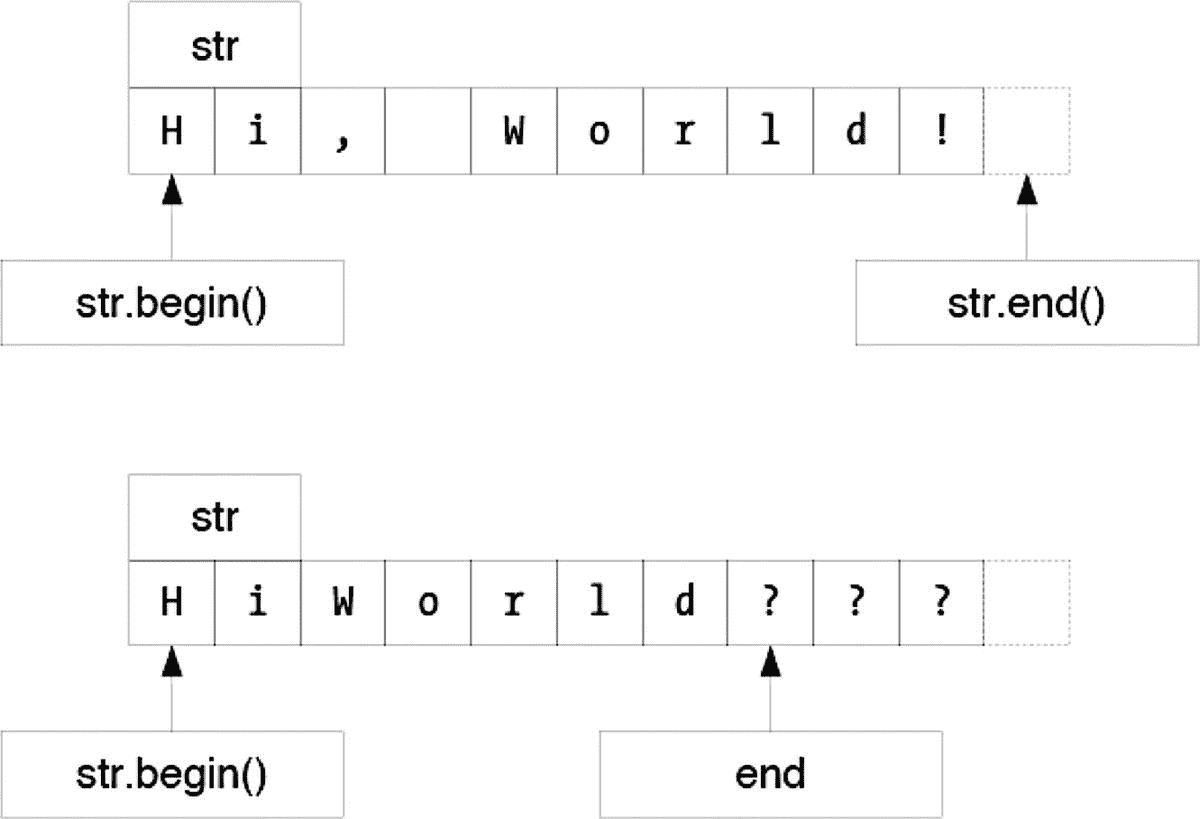 str
H i , W o r l d !
str.begin() str.end()
str
H i W o r l d ? ? ?
str.begin() end